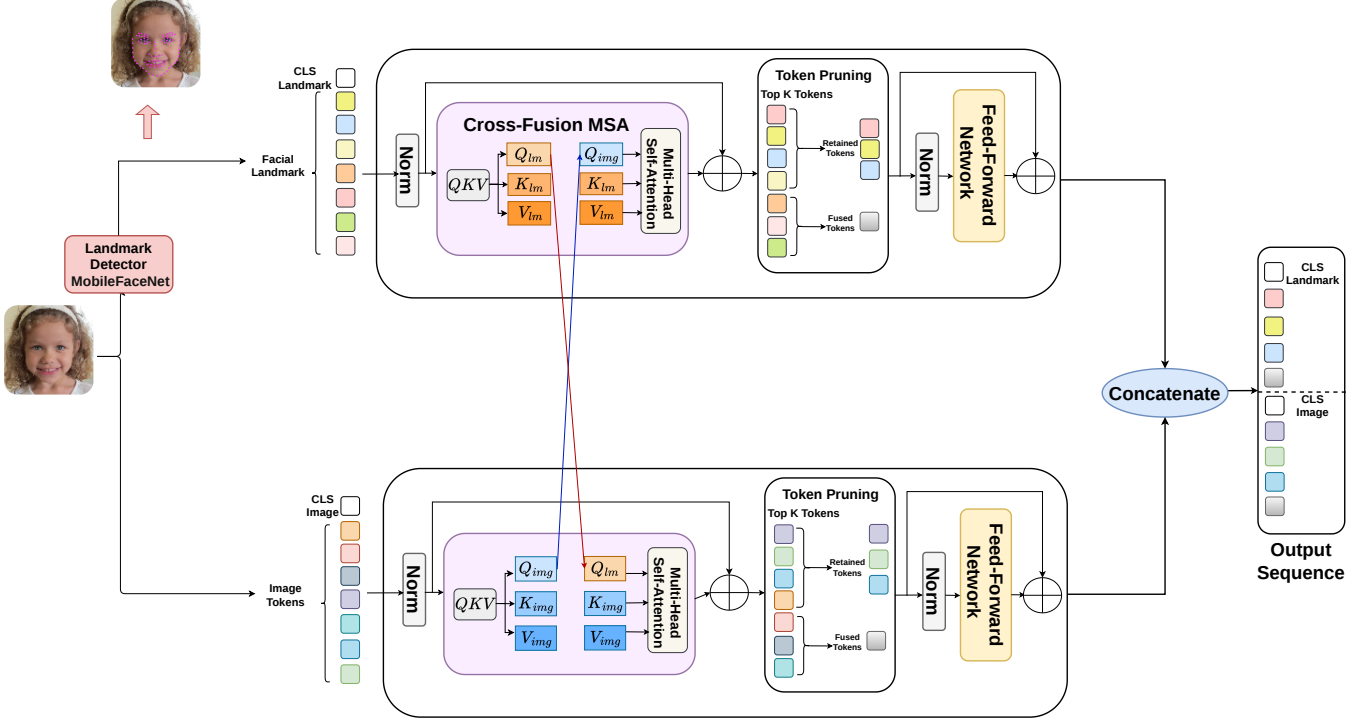 CLS
Landmark
Facial
Landmark
Landmark
Detector
MobileFaceNet
Norm
Cross-Fusion MSA
QKV
Q_lm
K_lm
V_lm
Q_img
K_lm
V_lm
Multi-Head
Self-Attention
Token Pruning
Top K Tokens
Retained
Tokens
Fused
Tokens
Norm
Feed-Forward
Network
Concatenate
CLS
Landmark
CLS
Image
Output
Sequence
CLS
Image
Image
Tokens
Norm
QKV
Q_img
K_img
V_img
Q_lm
K_img
V_img
Multi-Head
Self-Attention
Token Pruning
Top K Tokens
Retained
Tokens
Fused
Tokens
Norm
Feed-Forward
Network